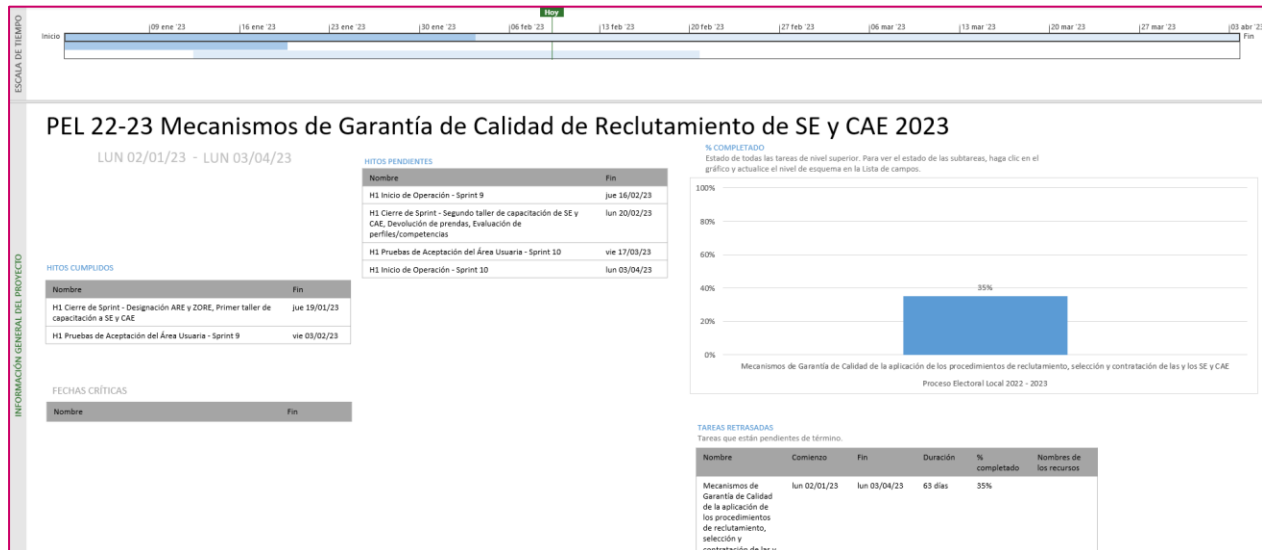 ESCALA DE TIEMPO
Hoy
09 ene '23
16 ene '23
23 ene '23
30 ene '23
06 feb '23
13 feb '23
20 feb '23
27 feb '23
06 mar '23
13 mar '23
20 mar '23
27 mar '23
03 abr '23
Inicio
Fin
INFORMACIÓN GENERAL DEL PROYECTO
PEL 22-23 Mecanismos de Garantía de Calidad de Reclutamiento de SE y CAE 2023
LUN 02/01/23 - LUN 03/04/23
HITOS CUMPLIDOS
Nombre Fin
H1 Cierre de Sprint - Designación ARE y ZORE, Primer taller de jue 19/01/23
capacitación a SE y CAE
H1 Pruebas de Aceptación del Área Usuaria - Sprint 9 vie 03/02/23
FECHAS CRÍTICAS
Nombre Fin
HITOS PENDIENTES
Nombre Fin
H1 Inicio de Operación - Sprint 9 jue 16/02/23
H1 Cierre de Sprint - Segundo taller de capacitación de SE y lun 20/02/23
CAE, Devolución de prendas, Evaluación de
perfiles/competencias
H1 Pruebas de Aceptación del Área Usuaria - Sprint 10 vie 17/03/23
H1 Inicio de Operación - Sprint 10 lun 03/04/23
% COMPLETADO
Estado de todas las tareas de nivel superior. Para ver el estado de las subtareas, haga clic en el
gráfico y actualice el nivel de esquema en la Lista de campos.
100%
80%
60%
40%
20%
0%
35%
Mecanismos de Garantía de Calidad de la aplicación de los procedimientos de reclutamiento, selección y contratación de las y los SE y CAE
Proceso Electoral Local 2022 - 2023
TAREAS RETRASADAS
Tareas que están pendientes de término.
Nombre Comienzo Fin Duración % Nombres de
completado los recursos
Mecanismos de lun 02/01/23 lun 03/04/23 63 días 35%
Garantía de Calidad
de la aplicación de
los procedimientos
de reclutamiento,
selección y
contratación de las y